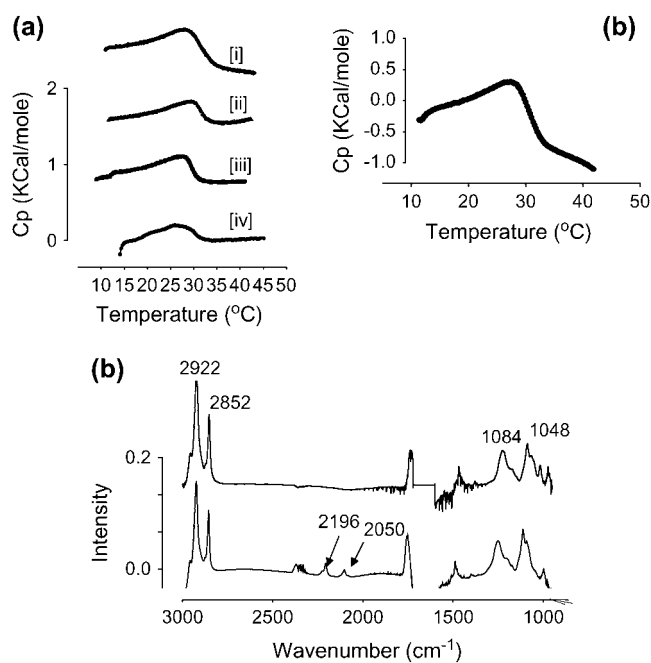 (a)
[i]
2
[ii]
1
[iii]
[iv]
0
Cp (KCal/mole)
10 15 20 25 30 35 40 45 50
Temperature (°C)
(b)
1.0
0.5
0.0
-0.5
-1.0
Cp (KCal/mole)
10 20 30 40 50
Temperature (°C)
(b)
2922
2852
1084 1048
0.2
2196
2050
0.0
Intensity
3000 2500 2000 1500 1000
Wavenumber (cm-1)